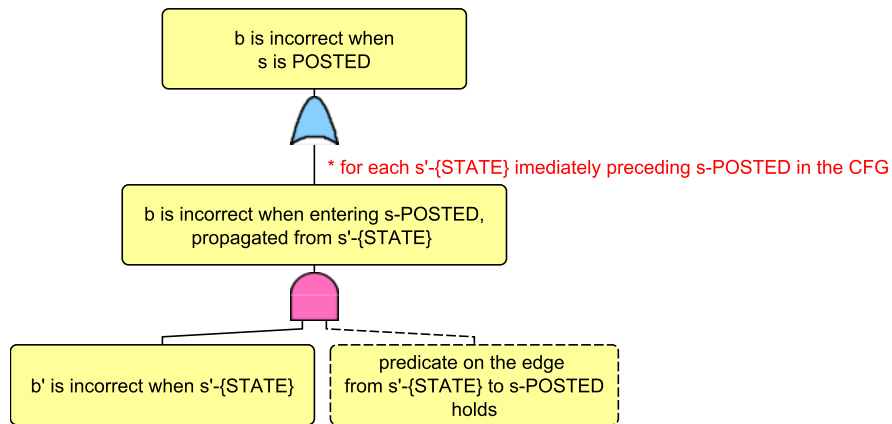 b is incorrect when
s is POSTED
* for each s'-{STATE} imediately preceding s-POSTED in the CFG
b is incorrect when entering s-POSTED,
propagated from s'-{STATE}
b' is incorrect when s'-{STATE}
predicate on the edge
from s'-{STATE} to s-POSTED
holds